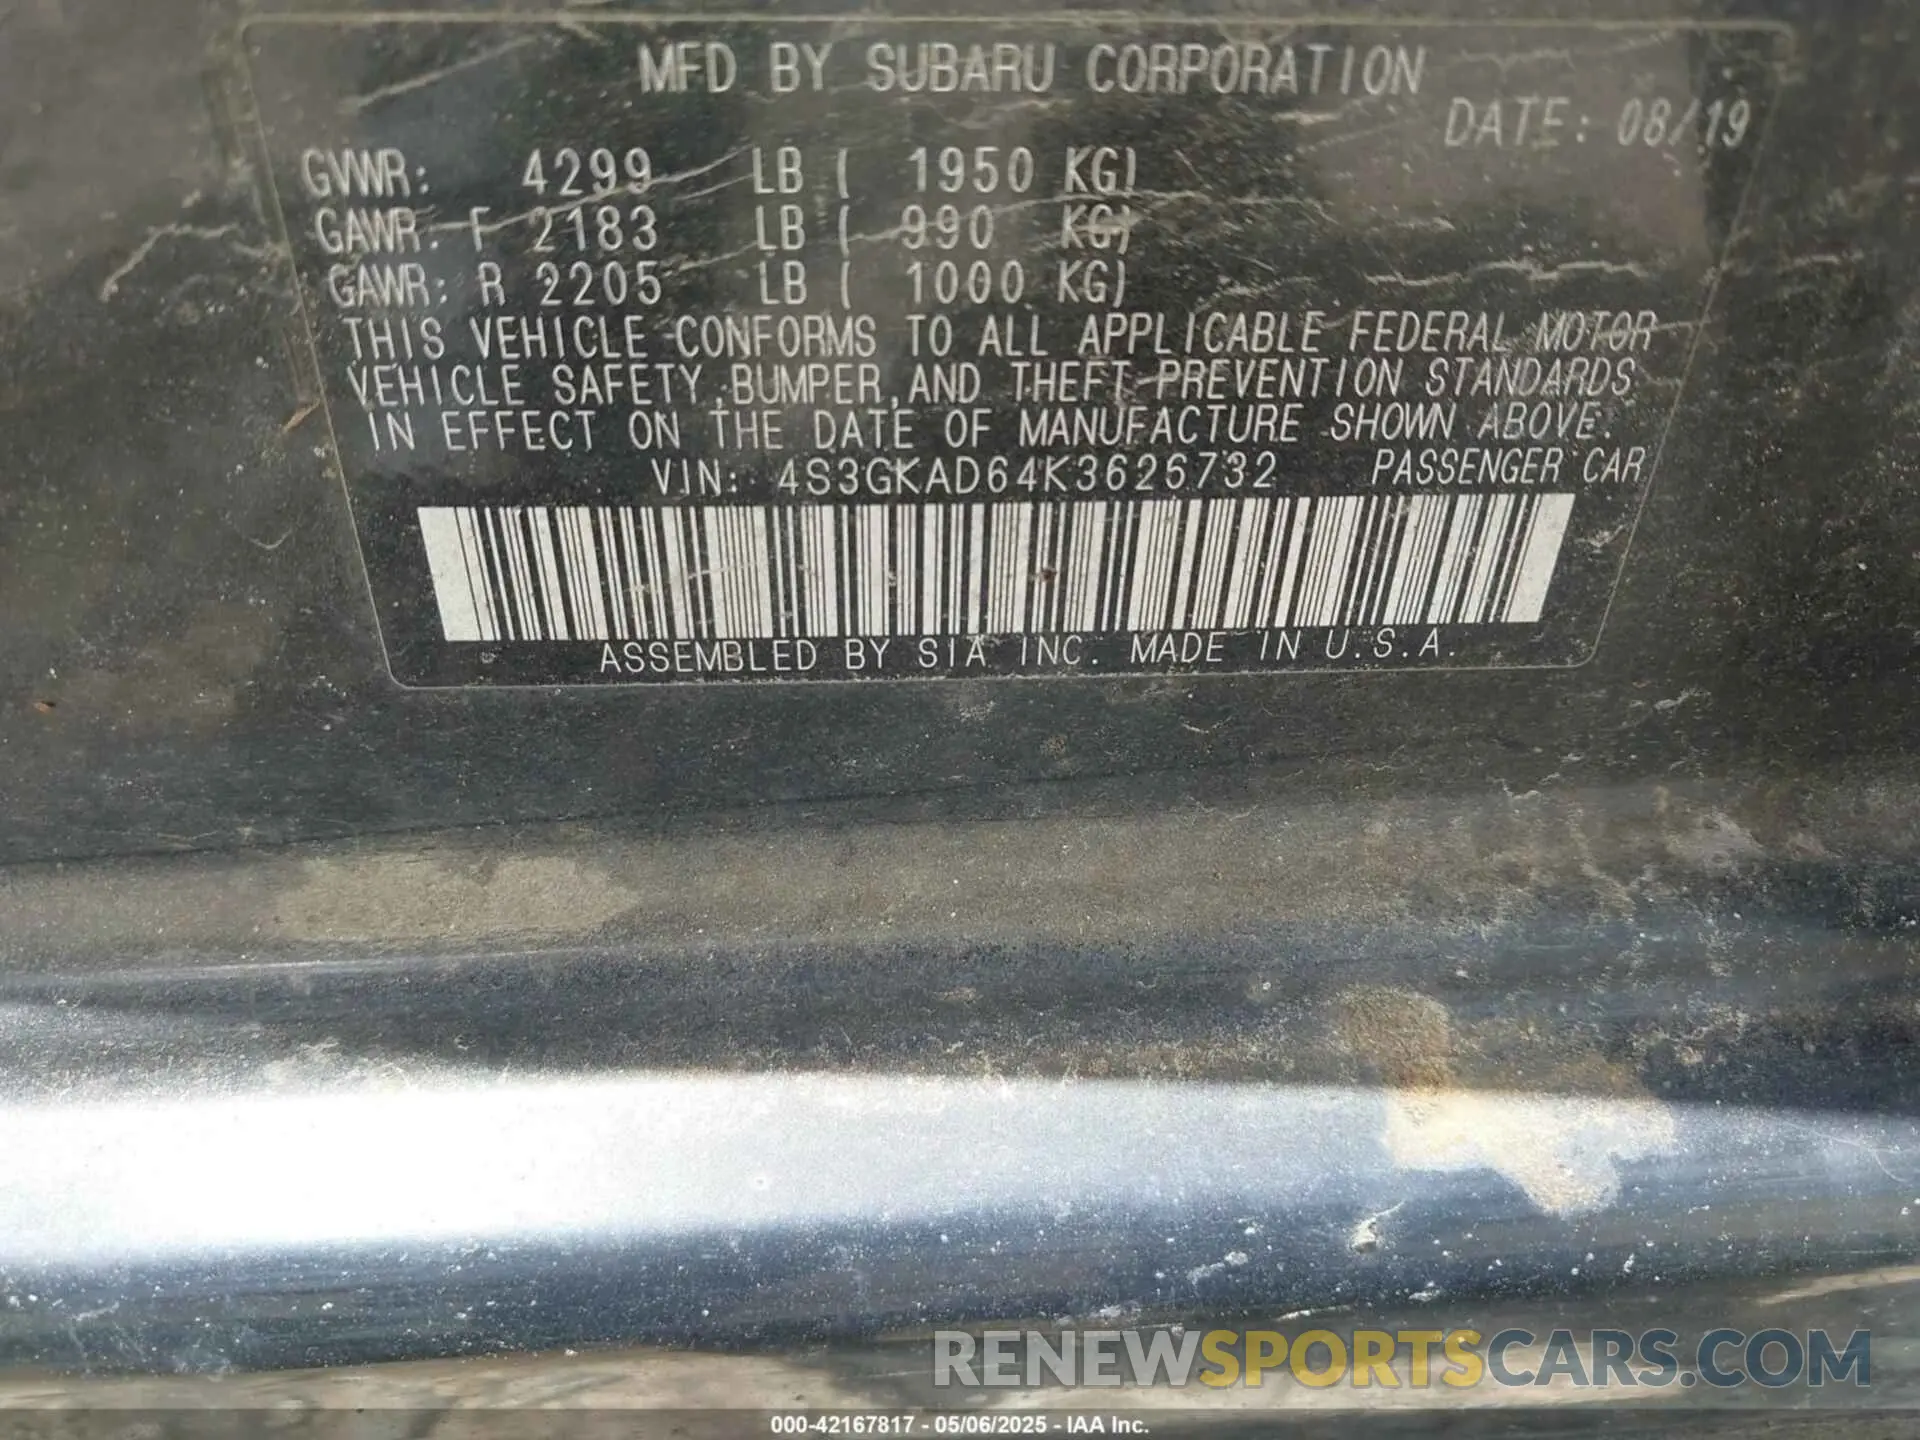 MFD BY SUBARU CORPORATION
DATE: 08/19
GVWR: 4299 LB ( 1950 KG)
GAWR: F 2183 LB ( 990 KG)
GAWR: R 2205 LB ( 1000 KG)
THIS VEHICLE CONFORMS TO ALL APPLICABLE FEDERAL MOTOR
VEHICLE SAFETY, BUMPER, AND THEFT PREVENTION STANDARDS
IN EFFECT ON THE DATE OF MANUFACTURE SHOWN ABOVE.
VIN: 4S3GKAD64K3626732 PASSENGER CAR
ASSEMBLED BY SIA INC. MADE IN U.S.A.
RENEWSPORTSCARS.COM
000-42167817 - 05/06/2025 - IAA Inc.